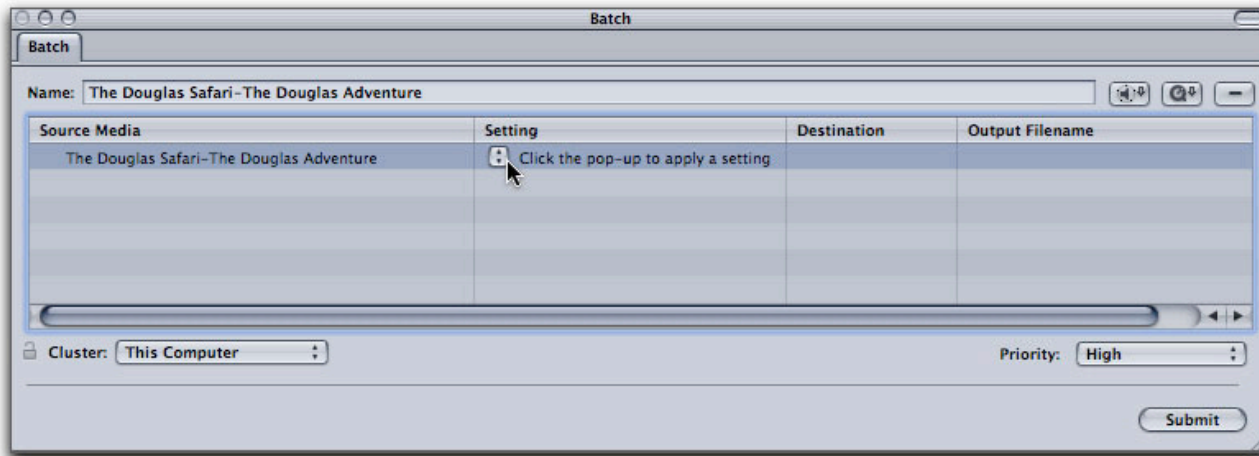 Batch
Batch
Name: The Douglas Safari-The Douglas Adventure
Source Media Setting Destination Output Filename
The Douglas Safari-The Douglas Adventure Click the pop-up to apply a setting
Cluster: This Computer Priority: High
Submit